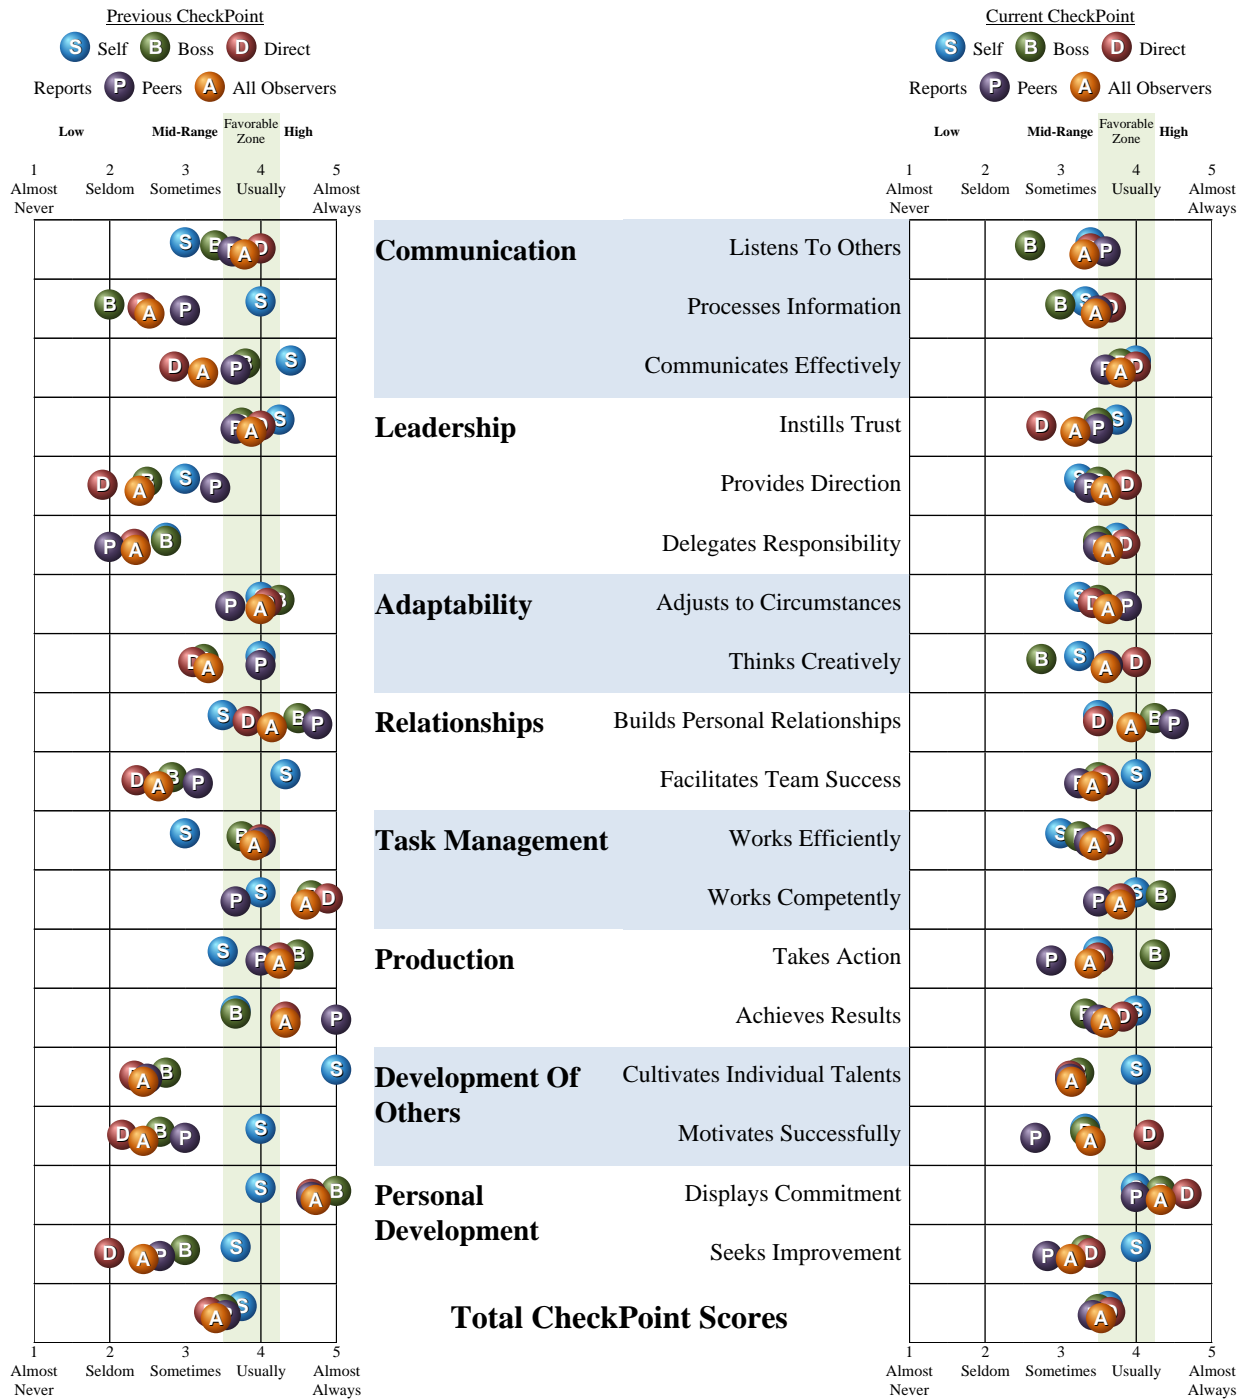 Previous CheckPoint
S Self B Boss D Direct
Reports P Peers A All Observers
Low Mid-Range Favorable Zone High
1 2 3 4 5
Almost Never Seldom Sometimes Usually Almost Always
Current CheckPoint
S Self B Boss D Direct
Reports P Peers A All Observers
Low Mid-Range Favorable Zone High
1 2 3 4 5
Almost Never Seldom Sometimes Usually Almost Always
Communication Listens To Others
Processes Information
Communicates Effectively
Leadership Instills Trust
Provides Direction
Delegates Responsibility
Adaptability Adjusts to Circumstances
Thinks Creatively
Relationships Builds Personal Relationships
Facilitates Team Success
Task Management Works Efficiently
Works Competently
Production Takes Action
Achieves Results
Development Of Others Cultivates Individual Talents
Motivates Successfully
Personal Development Displays Commitment
Seeks Improvement
Total CheckPoint Scores
1 2 3 4 5
Almost Never Seldom Sometimes Usually Almost Always
1 2 3 4 5
Almost Never Seldom Sometimes Usually Almost Always